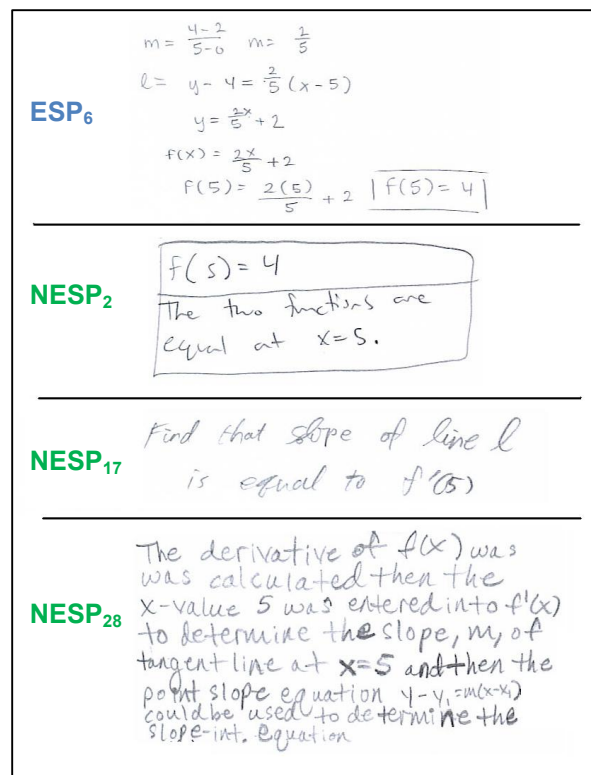 m = 4-2/5-0 m = 2/5
l = y - 4 = 2/5 (x - 5)
y = 2x/5 + 2
ESP6
f(x) = 2x/5 + 2
f(5) = 2(5)/5 + 2 | f(5) = 4 |
f(5) = 4
NESP2
The two functions are
equal at x = 5.
Find that slope of line l
NESP17
is equal to f'(5)
The derivative of f(x) was
was calculated then the
x-value 5 was entered into f'(x)
NESP28
to determine the slope, m, of
tangent line at x=5 and then the
point slope equation y-y₁=m(x-x₁)
could be used to determine the
slope-int. equation